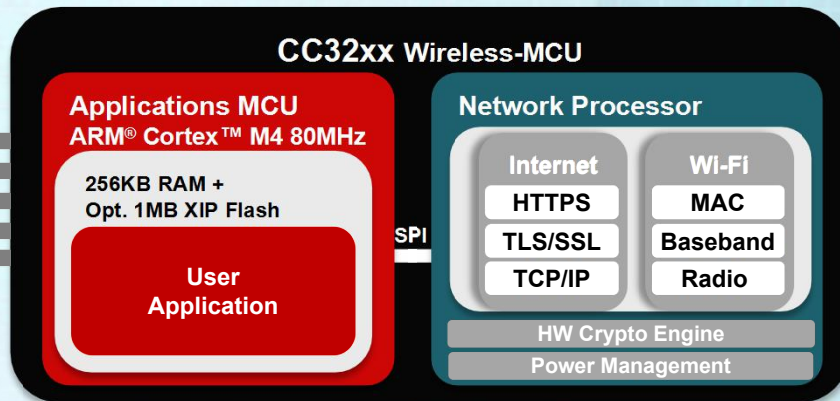 CC32xx Wireless-MCU
Applications MCU
ARM® Cortex™ M4 80MHz
256KB RAM +
Opt. 1MB XIP Flash
User
Application
SPI
Network Processor
Internet
HTTPS
TLS/SSL
TCP/IP
Wi-Fi
MAC
Baseband
Radio
HW Crypto Engine
Power Management